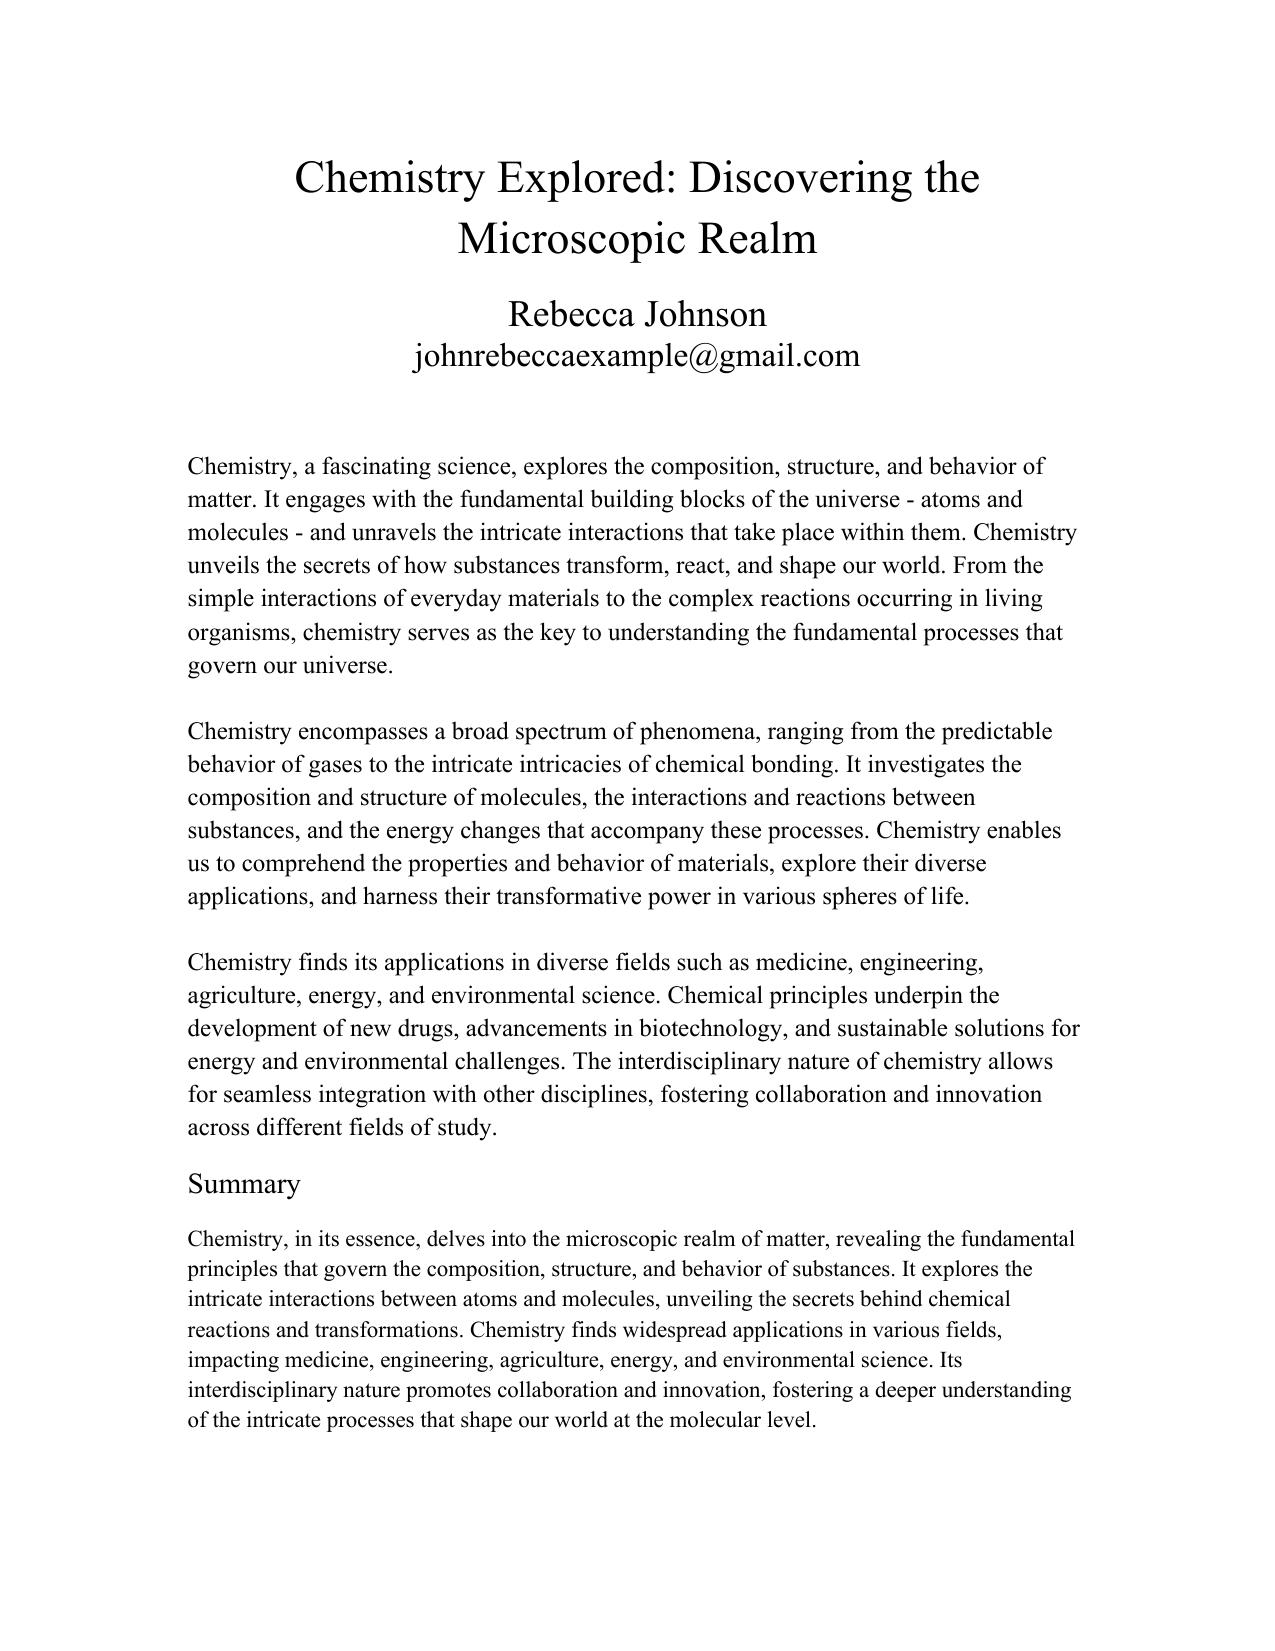 Chemistry Explored: Discovering the
Microscopic Realm
Rebecca Johnson
johnrebeccaexample@gmail.com
Chemistry, a fascinating science, explores the composition, structure, and behavior of
matter. It engages with the fundamental building blocks of the universe - atoms and
molecules - and unravels the intricate interactions that take place within them. Chemistry
unveils the secrets of how substances transform, react, and shape our world. From the
simple interactions of everyday materials to the complex reactions occurring in living
organisms, chemistry serves as the key to understanding the fundamental processes that
govern our universe.
Chemistry encompasses a broad spectrum of phenomena, ranging from the predictable
behavior of gases to the intricate intricacies of chemical bonding. It investigates the
composition and structure of molecules, the interactions and reactions between
substances, and the energy changes that accompany these processes. Chemistry enables
us to comprehend the properties and behavior of materials, explore their diverse
applications, and harness their transformative power in various spheres of life.
Chemistry finds its applications in diverse fields such as medicine, engineering,
agriculture, energy, and environmental science. Chemical principles underpin the
development of new drugs, advancements in biotechnology, and sustainable solutions for
energy and environmental challenges. The interdisciplinary nature of chemistry allows
for seamless integration with other disciplines, fostering collaboration and innovation
across different fields of study.
Summary
Chemistry, in its essence, delves into the microscopic realm of matter, revealing the fundamental
principles that govern the composition, structure, and behavior of substances. It explores the
intricate interactions between atoms and molecules, unveiling the secrets behind chemical
reactions and transformations. Chemistry finds widespread applications in various fields,
impacting medicine, engineering, agriculture, energy, and environmental science. Its
interdisciplinary nature promotes collaboration and innovation, fostering a deeper understanding
of the intricate processes that shape our world at the molecular level.